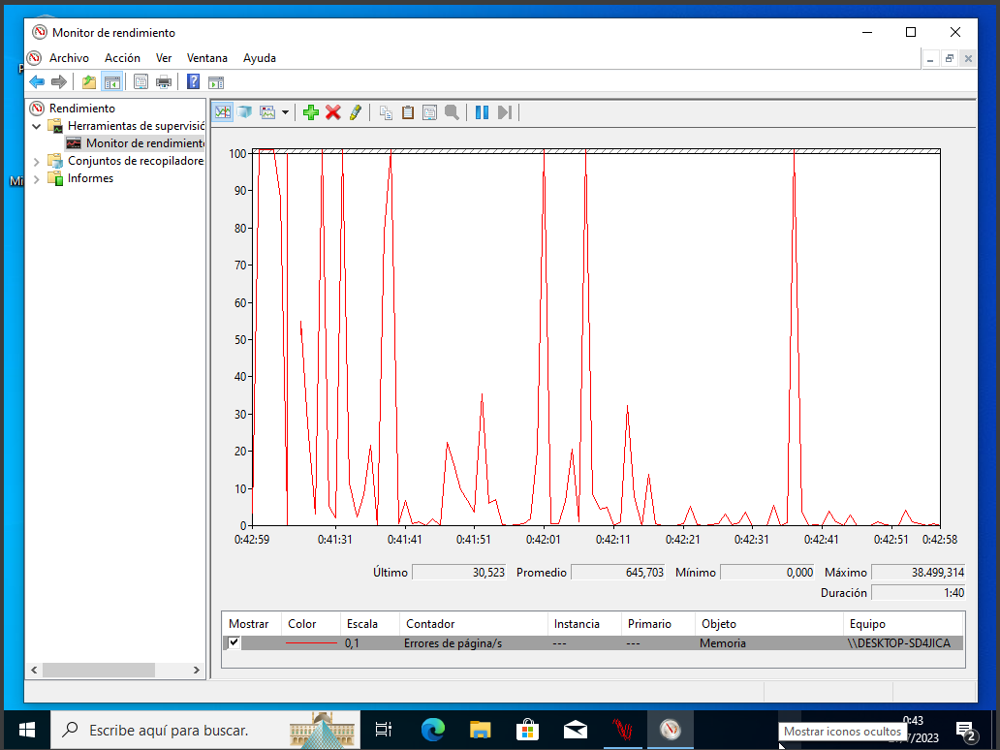 Monitor de rendimiento
Archivo Acción Ver Ventana Ayuda
Rendimiento
Herramientas de supervisió
Monitor de rendimiento
Conjuntos de recopiladore
Informes
100
90
80
70
60
50
40
30
20
10
0
0:42:59 0:41:31 0:41:41 0:41:51 0:42:01 0:42:11 0:42:21 0:42:31 0:42:41 0:42:51 0:42:58
Último 30,523 Promedio 645,703 Mínimo 0,000 Máximo 38.499,314
Duración 1:40
Mostrar Color Escala Contador Instancia Primario Objeto Equipo
0,1 Errores de página/s --- --- Memoria \\DESKTOP-SD4JICA
Escribe aquí para buscar.
Mostrar iconos ocultos
0:43
/7/2023
2